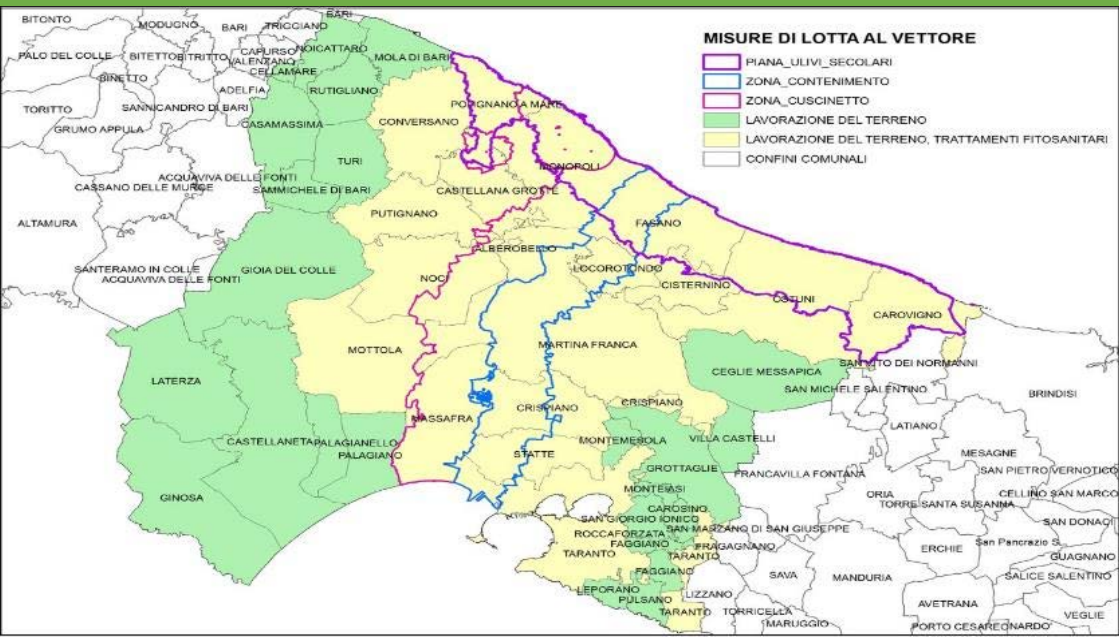 BARI
BITONTO
MODUGNO
BARI
TRIGGIANO
PALO DEL COLLE
BITETTO
BITRITTO
CAPURSO
NOICATTARO
VALENZANO
CELLAMARE
MOLA DI BARI
BINETTO
ADELFIA
RUTIGLIANO
TORITTO
SANNICANDRO DI BARI
GRUMO APPULA
CASAMASSIMA
CONVERSANO
POLIGNANO A MARE
TURI
MONOPOLI
ACQUAVIVA DELLE FONTI
CASSANO DELLE MURGE
SAMMICHELE DI BARI
CASTELLANA GROTTE
ALTAMURA
PUTIGNANO
FASANO
ALBEROBELLO
SANTERAMO IN COLLE
ACQUAVIVA DELLE FONTI
GIOIA DEL COLLE
NOCI
LOCOROTONDO
CISTERNINO
OSTUNI
CAROVIGNO
MOTTOLA
MARTINA FRANCA
LATERZA
CEGLIE MESSAPICA
SAN VITO DEI NORMANNI
SAN MICHELE SALENTINO
BRINDISI
MASSAFRA
CRISPIANO
CRISPIANO
LATIANO
CASTELLANETA
PALAGIANELLO
PALAGIANO
STATTE
MONTEMESOLA
VILLA CASTELLI
MESAGNE
GROTTAGLIE
FRANCAVILLA FONTANA
SAN PIETRO VERNOTICO
GINOSA
MONTEIASI
ORIA
CELLINO SAN MARCO
TORRE SANTA SUSANNA
CAROSINO
SAN GIORGIO IONICO
SAN MARZANO DI SAN GIUSEPPE
SAN DONACI
ROCCAFORZATA
FAGGIANO
FRAGAGNANO
TARANTO
TARANTO
ERCHIE
San Pancrazio S.
GUAGNANO
FAGGIANO
SAVA
MANDURIA
SALICE SALENTINO
LEPORANO
PULSANO
LIZZANO
AVETRANA
TARANTO
TORRICELLA
VEGLIE
MARUGGIO
PORTO CESAREO
NARDO'
MISURE DI LOTTA AL VETTORE
PIANA_ULIVI_SECOLARI
ZONA_CONTENIMENTO
ZONA_CUSCINETTO
LAVORAZIONE DEL TERRENO
LAVORAZIONE DEL TERRENO, TRATTAMENTI FITOSANITARI
CONFINI COMUNALI